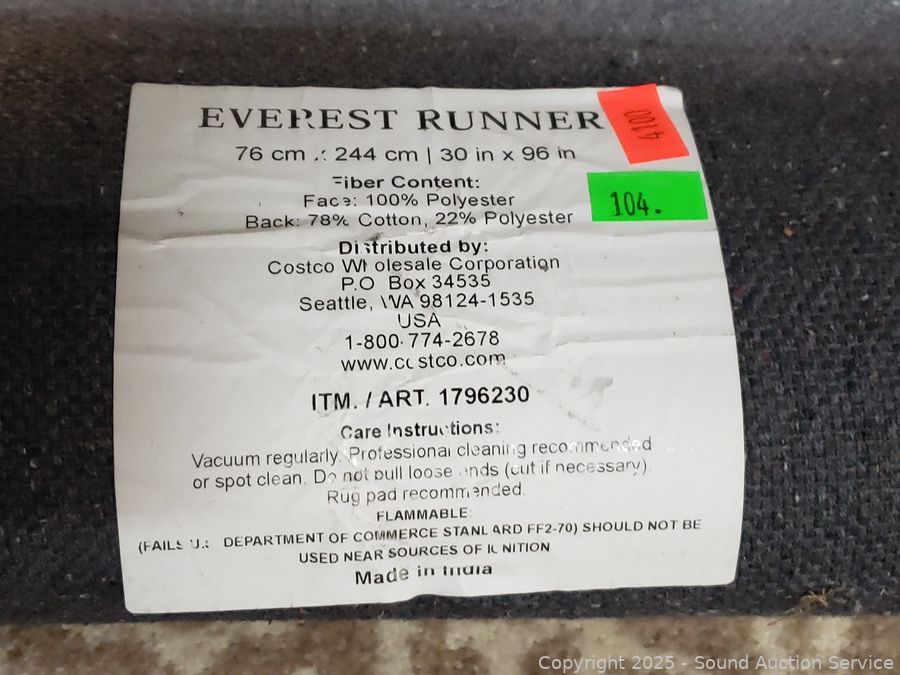 EVEREST RUNNER
4100
76 cm x 244 cm | 30 in x 96 in
104.
Fiber Content:
Face: 100% Polyester
Back: 78% Cotton, 22% Polyester
Distributed by:
Costco Wholesale Corporation
P.O Box 34535
Seattle, WA 98124-1535
USA
1-800-774-2678
www.costco.com
ITM. / ART. 1796230
Care Instructions:
Vacuum regularly. Professional cleaning recommended
or spot clean. Do not pull loose ends (cut if necessary).
Rug pad recommended.
FLAMMABLE:
(FAILS U.S. DEPARTMENT OF COMMERCE STANDARD FF2-70) SHOULD NOT BE
USED NEAR SOURCES OF IGNITION
Made in India
Copyright 2025 - Sound Auction Service